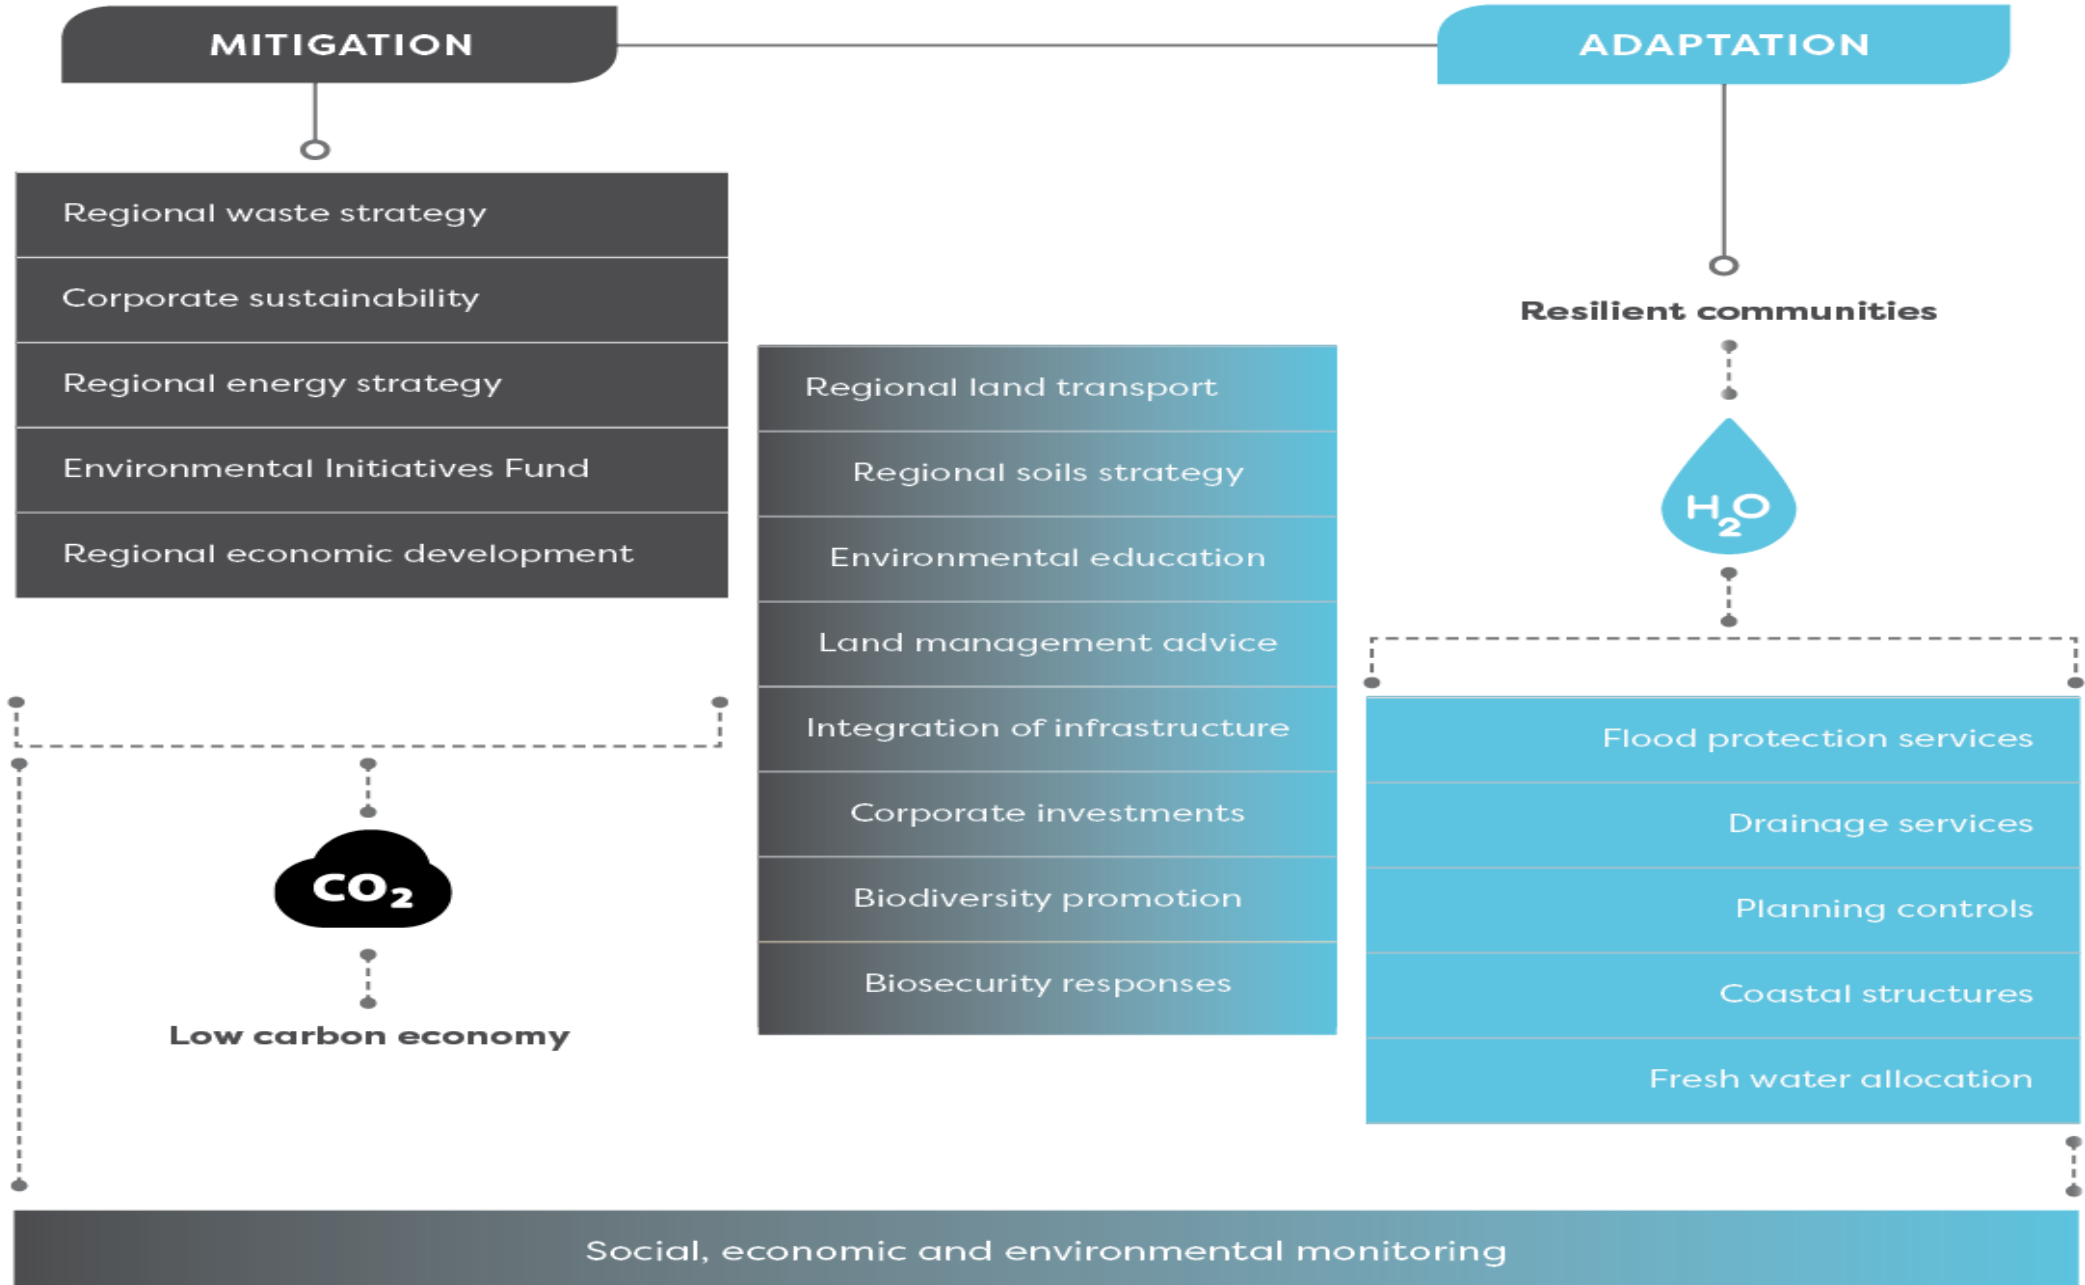 MITIGATION
ADAPTATION
Regional waste strategy
Corporate sustainability
Regional energy strategy
Environmental Initiatives Fund
Regional economic development
CO₂
Low carbon economy
Regional land transport
Regional soils strategy
Environmental education
Land management advice
Integration of infrastructure
Corporate investments
Biodiversity promotion
Biosecurity responses
Resilient communities
H₂O
Flood protection services
Drainage services
Planning controls
Coastal structures
Fresh water allocation
Social, economic and environmental monitoring